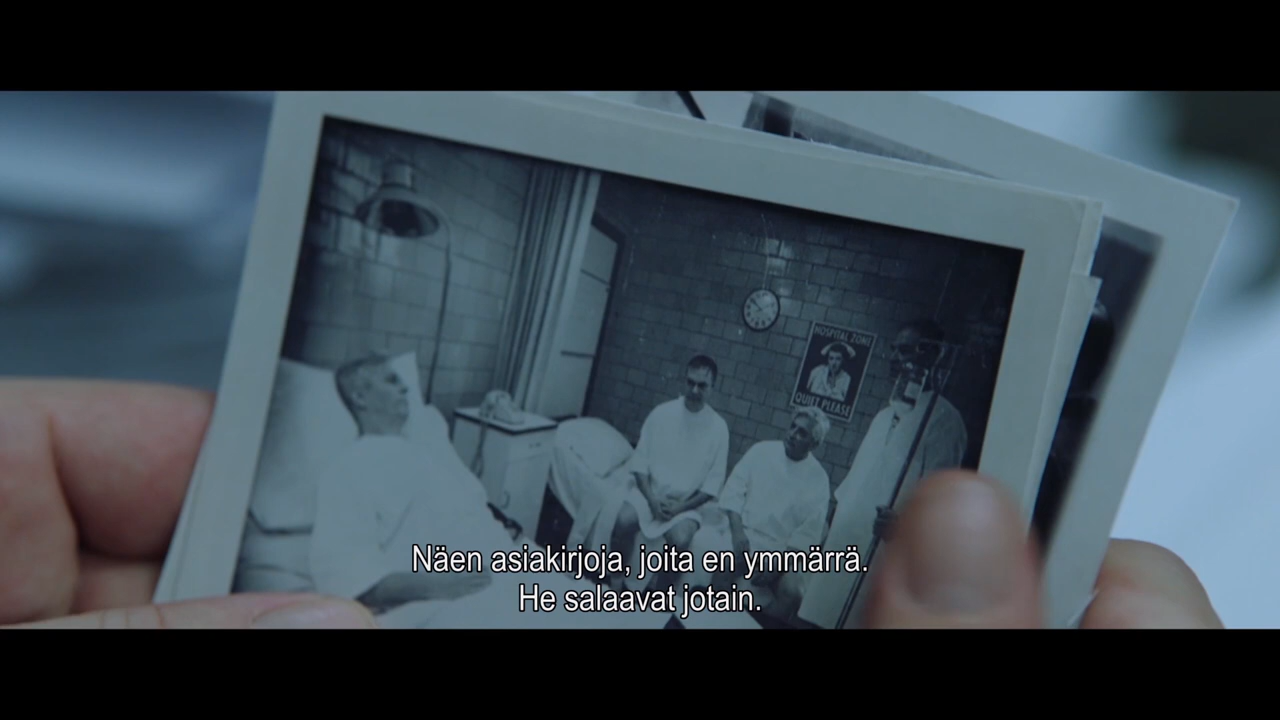 HOSPITAL ZONE
QUIET PLEASE
Näen asiakirjoja, joita en ymmärrä.
He salaavat jotain.